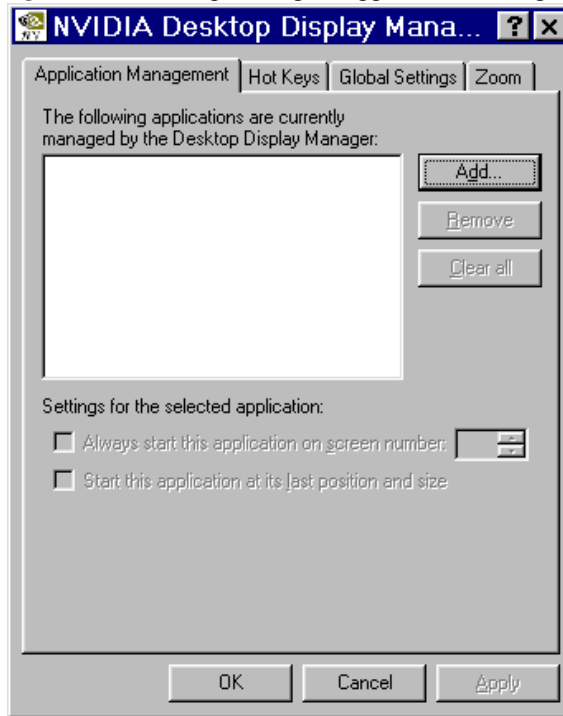 NVIDIA Desktop Display Mana... ? ×
Application Management Hot Keys Global Settings Zoom
The following applications are currently
managed by the Desktop Display Manager:
Add...
Remove
Clear all
Settings for the selected application:
Always start this application on screen number:
Start this application at its last position and size
OK Cancel Apply